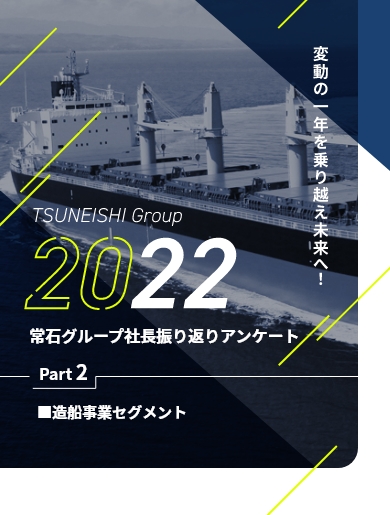 変動の一年を乗り越え未来へ！
TSUNEISHI Group
2022
常石グループ社長振り返りアンケート
Part 2
■造船事業セグメント